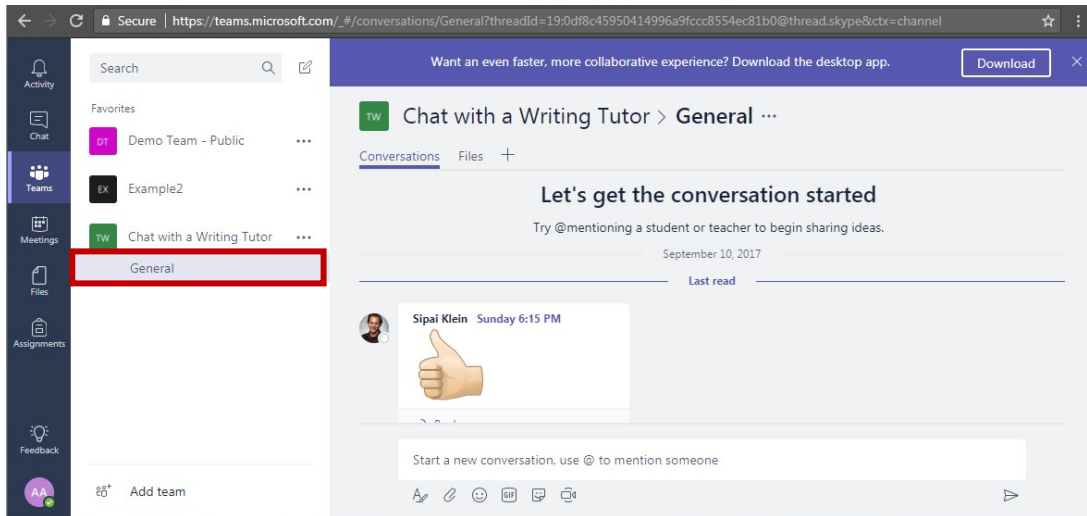 Secure | https://teams.microsoft.com/_#/conversations/General?threadId=19:0df8c45950414996a9fccc8554ec81b0@thread.skype&ctx=channel
Activity
Chat
Teams
Meetings
Files
Assignments
Feedback
AA
Search
Favorites
DT Demo Team - Public
EX Example2
TW Chat with a Writing Tutor
General
Add team
Want an even faster, more collaborative experience? Download the desktop app. Download
TW Chat with a Writing Tutor > General
Conversations Files
Let's get the conversation started
Try @mentioning a student or teacher to begin sharing ideas.
September 10, 2017
Last read
Sipai Klein Sunday 6:15 PM
Start a new conversation, use @ to mention someone
GIF